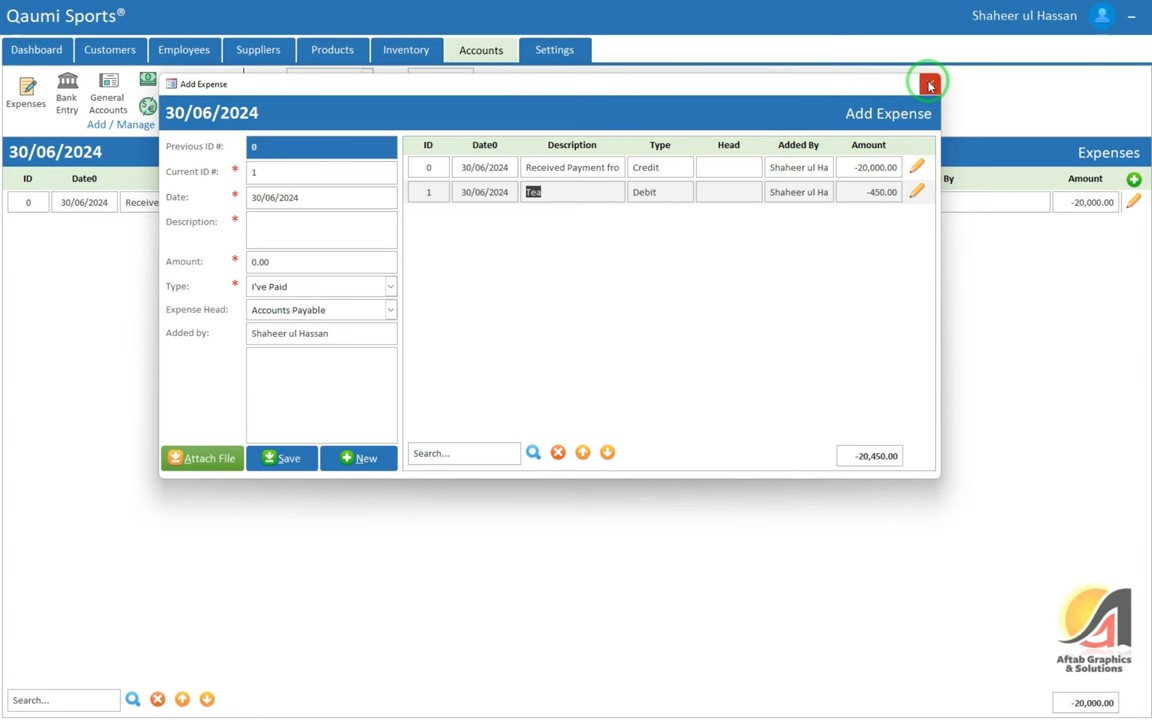 Qaumi Sports®
Shaheer ul Hassan
Dashboard Customers Employees Suppliers Products Inventory Accounts Settings
Expenses
Bank Entry
General Accounts
Add / Manage
30/06/2024
Expenses
ID Date0 By Amount
0 30/06/2024 Receive -20,000.00
Add Expense
30/06/2024
Add Expense
Previous ID #: 0
Current ID #: * 1
Date: * 30/06/2024
Description: *
Amount: * 0.00
Type: * I've Paid
Expense Head: Accounts Payable
Added by: Shaheer ul Hassan
Attach File Save New
ID Date0 Description Type Head Added By Amount
0 30/06/2024 Received Payment fro Credit Shaheer ul Ha -20,000.00
1 30/06/2024 Tea Debit Shaheer ul Ha -450.00
Search...
-20,450.00
Aftab Graphics
& Solutions
Search...
-20,000.00